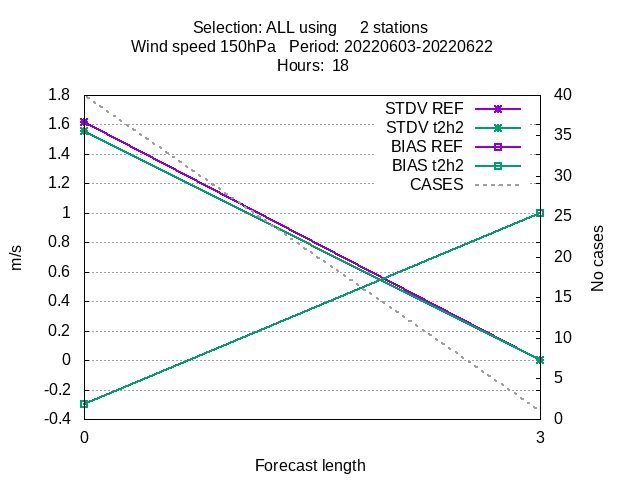 Selection: ALL using 2 stations
Wind speed 150hPa Period: 20220603-20220622
Hours: 18
1.8
1.6
1.4
1.2
1
0.8
0.6
0.4
0.2
0
-0.2
-0.4
m/s
STDV REF
STDV t2h2
BIAS REF
BIAS t2h2
CASES
40
35
30
25
20
15
10
5
0
No cases
0
3
Forecast length